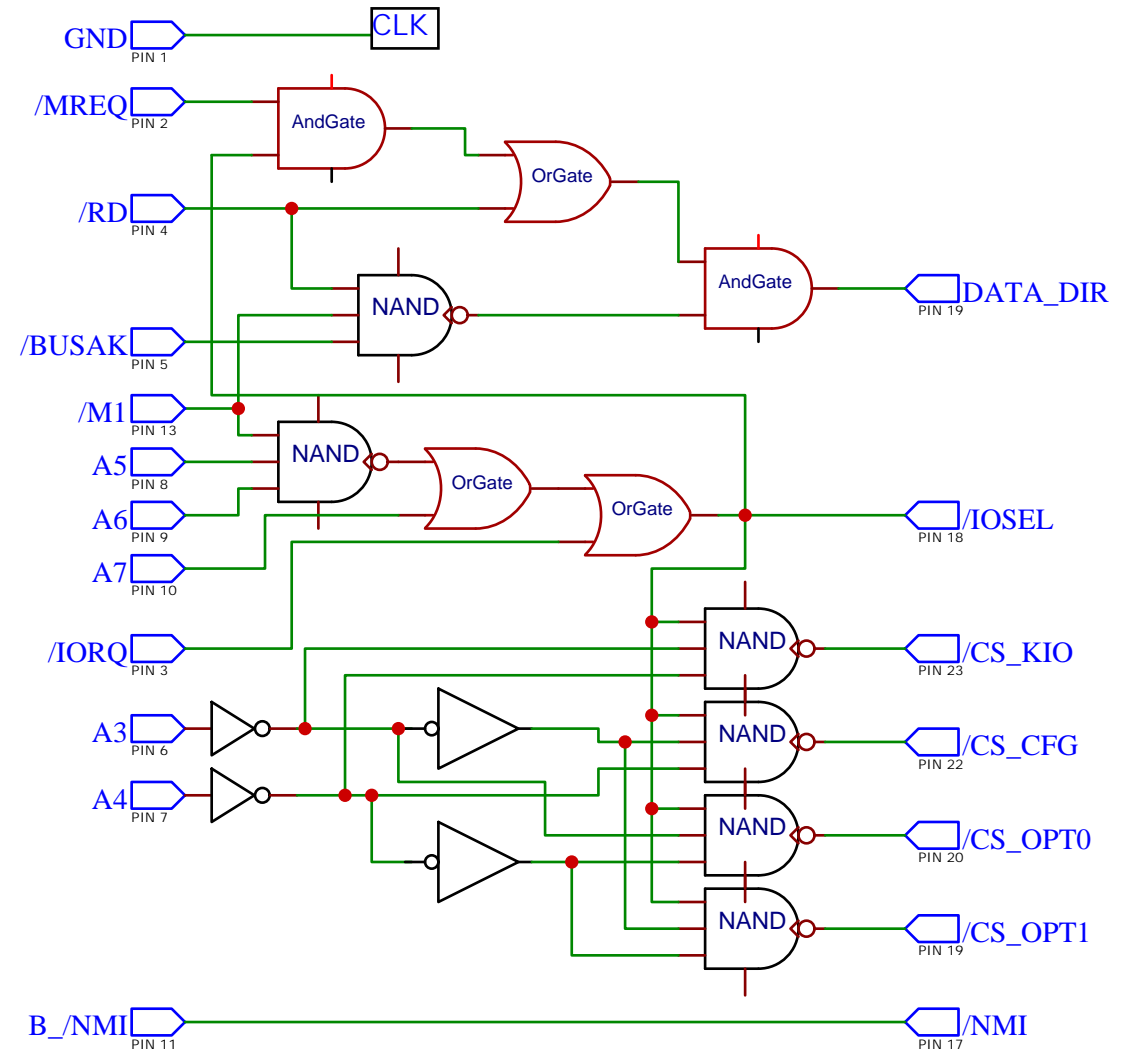 GND
PIN 1
CLK
/MREQ
PIN 2
AndGate
OrGate
/RD
PIN 4
AndGate
NAND
DATA_DIR
PIN 19
/BUSAK
PIN 5
/M1
PIN 13
NAND
A5
PIN 8
OrGate
OrGate
A6
PIN 9
/IOSEL
PIN 18
A7
PIN 10
/IORQ
PIN 3
NAND
/CS_KIO
PIN 23
A3
PIN 6
NAND
/CS_CFG
PIN 22
A4
PIN 7
NAND
/CS_OPT0
PIN 20
NAND
/CS_OPT1
PIN 19
B_/NMI
PIN 11
/NMI
PIN 17